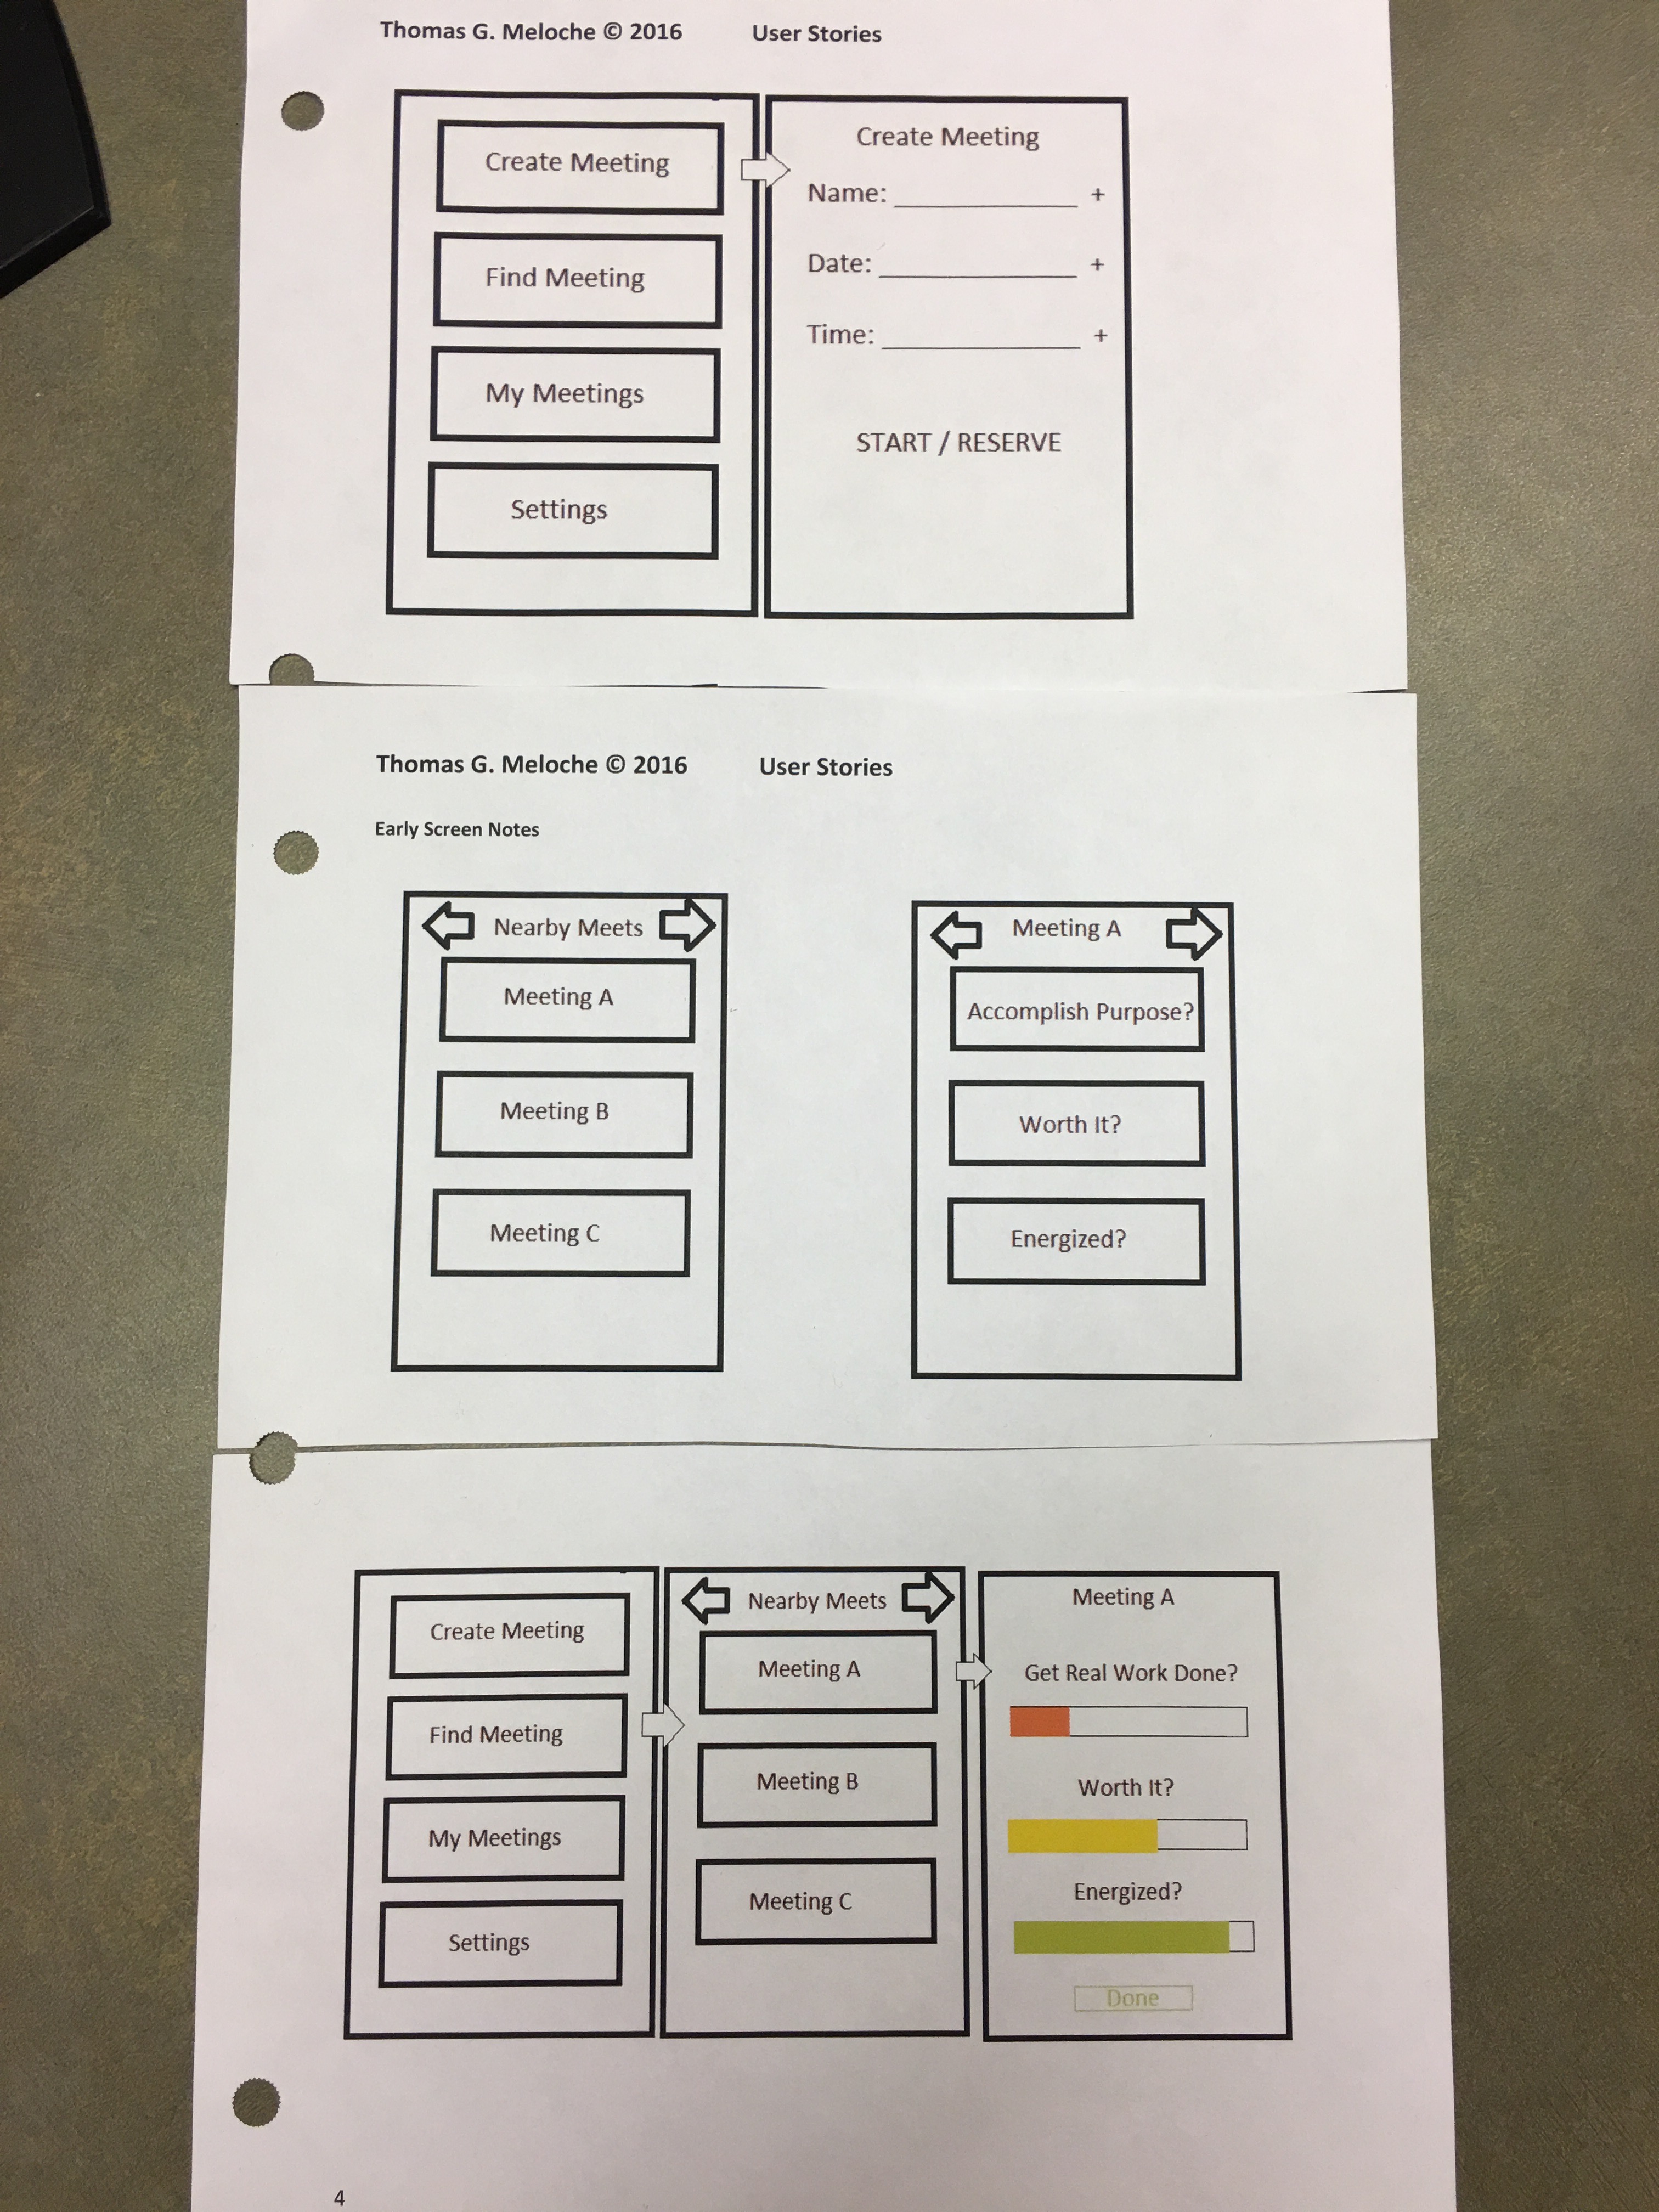 Thomas G. Meloche © 2016 User Stories
Create Meeting
Find Meeting
My Meetings
Settings
Create Meeting
Name: ______________ +
Date: _______________ +
Time: _______________ +
START / RESERVE
Thomas G. Meloche © 2016 User Stories
Early Screen Notes
Nearby Meets
Meeting A
Meeting B
Meeting C
Meeting A
Accomplish Purpose?
Worth It?
Energized?
Create Meeting
Find Meeting
My Meetings
Settings
Nearby Meets
Meeting A
Meeting B
Meeting C
Meeting A
Get Real Work Done?
Worth It?
Energized?
Done
4